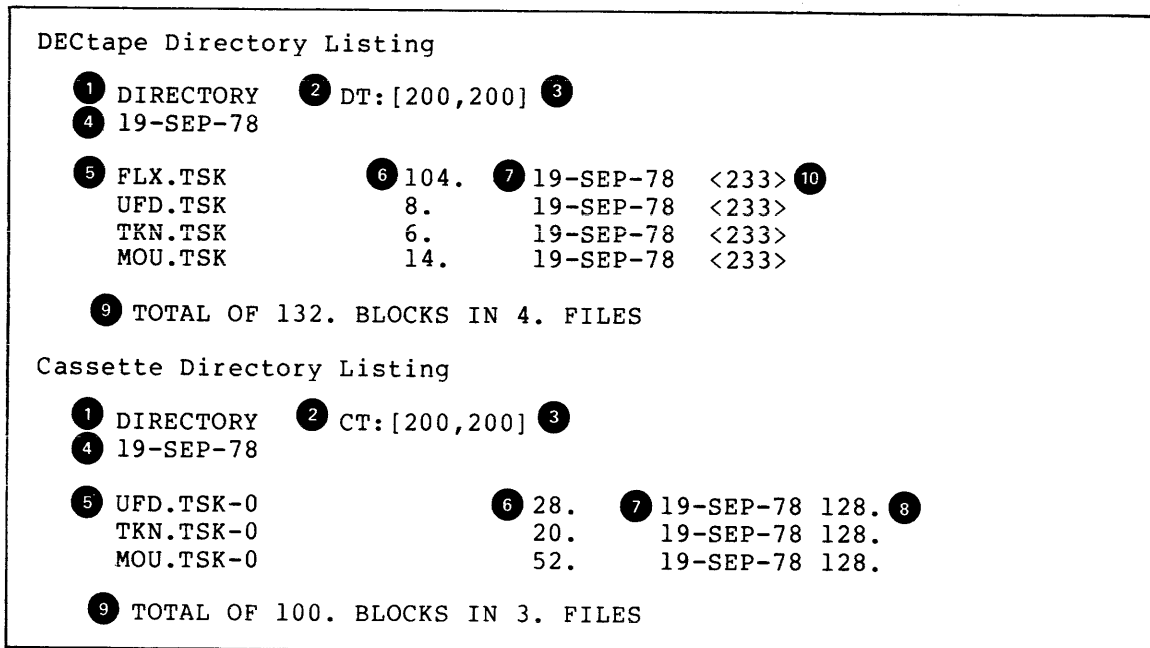 DECtape Directory Listing
1 DIRECTORY 2 DT:[200,200] 3
4 19-SEP-78
5 FLX.TSK 6 104. 7 19-SEP-78 <233> 10
UFD.TSK 8. 19-SEP-78 <233>
TKN.TSK 6. 19-SEP-78 <233>
MOU.TSK 14. 19-SEP-78 <233>
9 TOTAL OF 132. BLOCKS IN 4. FILES
Cassette Directory Listing
1 DIRECTORY 2 CT:[200,200] 3
4 19-SEP-78
5 UFD.TSK-0 6 28. 7 19-SEP-78 128. 8
TKN.TSK-0 20. 19-SEP-78 128.
MOU.TSK-0 52. 19-SEP-78 128.
9 TOTAL OF 100. BLOCKS IN 3. FILES